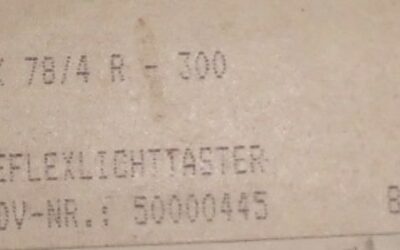 78/4 R - 300
EFLEXLICHTTASTER
DV-NR.: 50000445